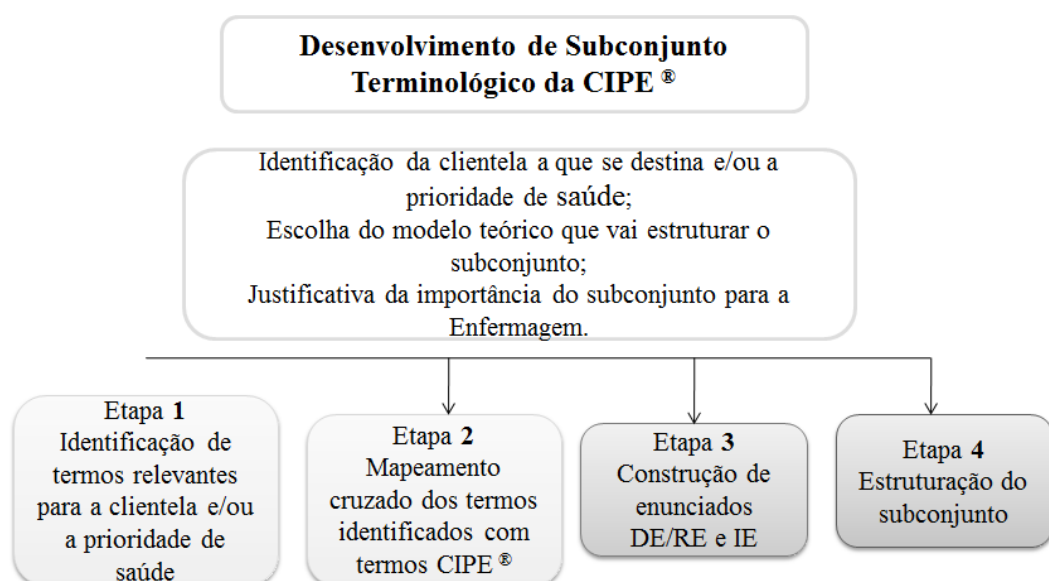 Desenvolvimento de Subconjunto
Terminológico da CIPE ®
Identificação da clientela a que se destina e/ou a
prioridade de saúde;
Escolha do modelo teórico que vai estruturar o
subconjunto;
Justificativa da importância do subconjunto para a
Enfermagem.
Etapa 1
Identificação de
termos relevantes
para a clientela e/ou
a prioridade de
saúde
Etapa 2
Mapeamento
cruzado dos termos
identificados com
termos CIPE ®
Etapa 3
Construção de
enunciados
DE/RE e IE
Etapa 4
Estruturação do
subconjunto